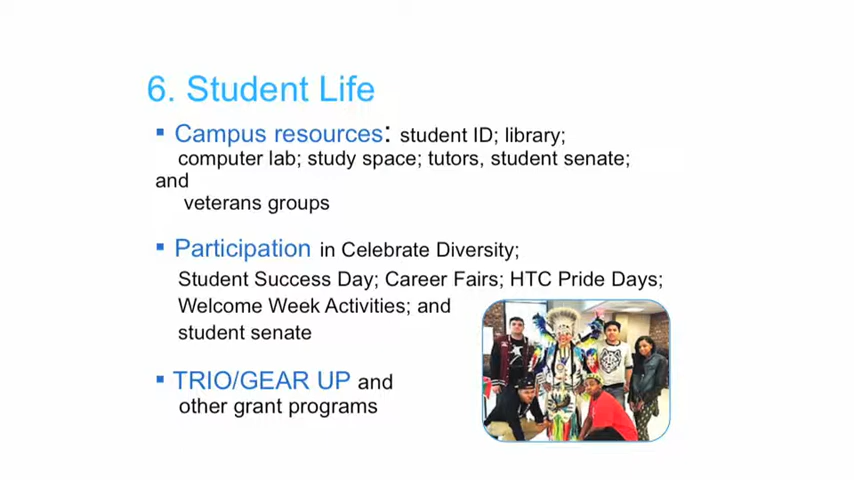 6. Student Life
▪ Campus resources: student ID; library;
computer lab; study space; tutors, student senate;
and
veterans groups
▪ Participation in Celebrate Diversity;
Student Success Day; Career Fairs; HTC Pride Days;
Welcome Week Activities; and
student senate
▪ TRIO/GEAR UP and
other grant programs